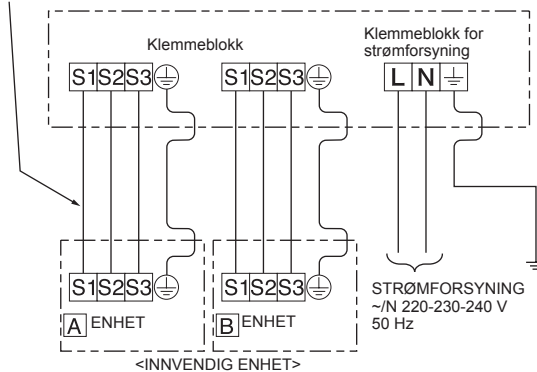 Klemmeblokk
Klemmeblokk for
strømforsyning
S1 S2 S3
S1 S2 S3
L N
S1 S2 S3
S1 S2 S3
A ENHET
B ENHET
STRØMFORSYNING
~/N 220-230-240 V
50 Hz
<INNVENDIG ENHET>